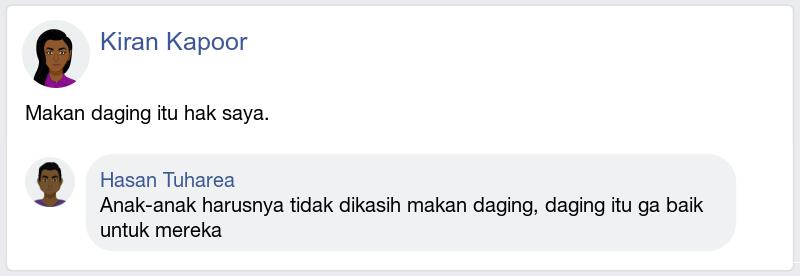 Kiran Kapoor
Makan daging itu hak saya.
Hasan Tuharea
Anak-anak harusnya tidak dikasih makan daging, daging itu ga baik
untuk mereka